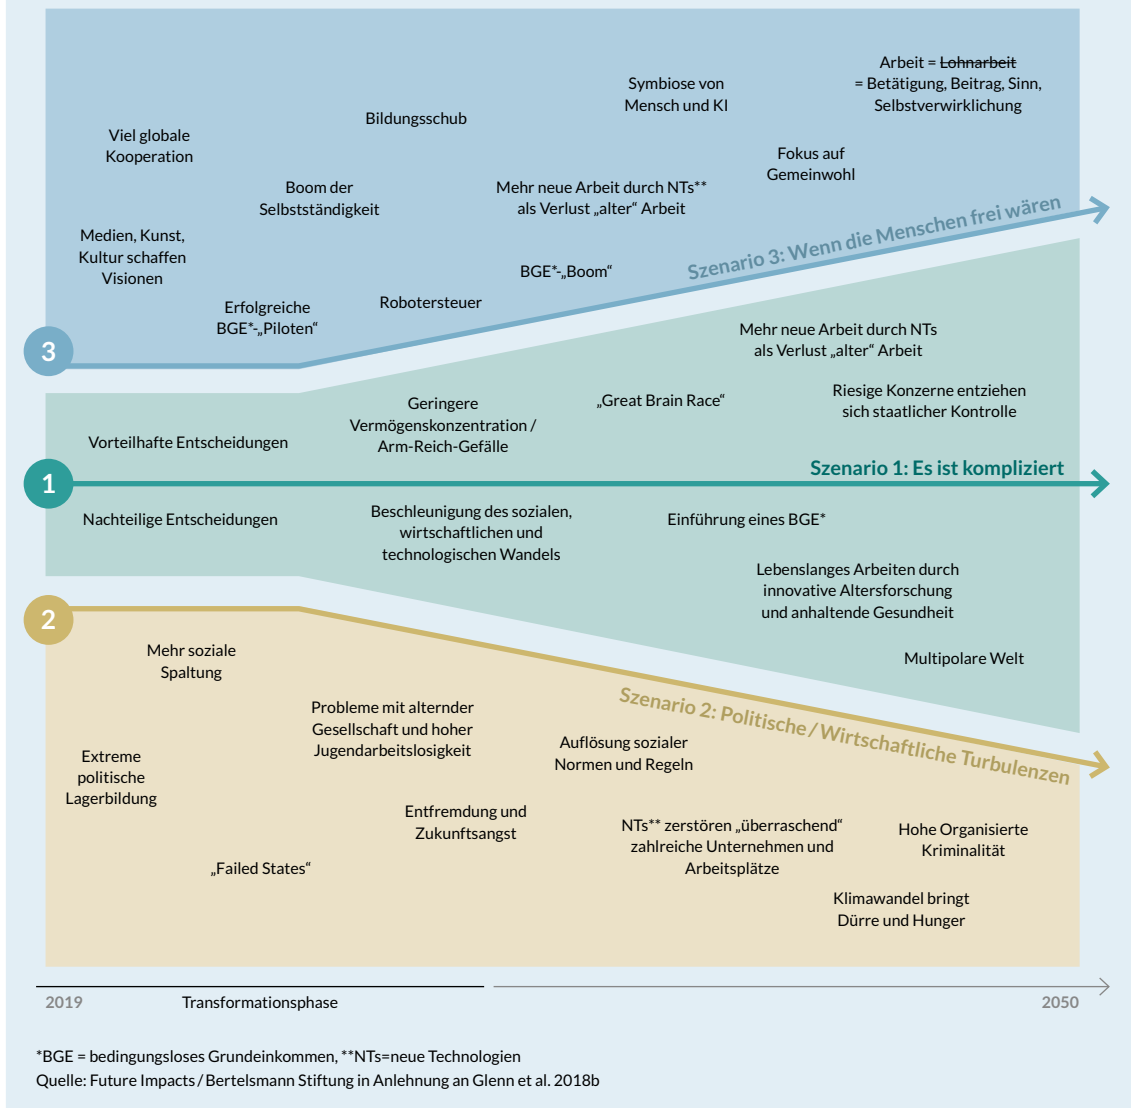 Arbeit = Lohnarbeit
= Betätigung, Beitrag, Sinn,
Selbstverwirklichung
Symbiose von
Mensch und KI
Bildungsschub
Viel globale
Kooperation
Fokus auf
Gemeinwohl
Boom der
Selbstständigkeit
Mehr neue Arbeit durch NTs**
als Verlust „alter“ Arbeit
Medien, Kunst,
Kultur schaffen
Visionen
BGE*-„Boom“
Szenario 3: Wenn die Menschen frei wären
Erfolgreiche
BGE*-„Piloten“
Robotersteuer
3
Mehr neue Arbeit durch NTs
als Verlust „alter“ Arbeit
Geringere
Vermögenskonzentration /
Arm-Reich-Gefälle
„Great Brain Race“
Riesige Konzerne entziehen
sich staatlicher Kontrolle
Vorteilhafte Entscheidungen
Szenario 1: Es ist kompliziert
1
Nachteilige Entscheidungen
Beschleunigung des sozialen,
wirtschaftlichen und
technologischen Wandels
Einführung eines BGE*
Lebenslanges Arbeiten durch
innovative Altersforschung
und anhaltende Gesundheit
Multipolare Welt
2
Mehr soziale
Spaltung
Szenario 2: Politische / Wirtschaftliche Turbulenzen
Probleme mit alternder
Gesellschaft und hoher
Jugendarbeitslosigkeit
Extreme
politische
Lagerbildung
Auflösung sozialer
Normen und Regeln
Entfremdung und
Zukunftsangst
NTs** zerstören „überraschend“
zahlreiche Unternehmen und
Arbeitsplätze
Hohe Organisierte
Kriminalität
„Failed States“
Klimawandel bringt
Dürre und Hunger
2019
Transformationsphase
2050
*BGE = bedingungsloses Grundeinkommen, **NTs=neue Technologien
Quelle: Future Impacts / Bertelsmann Stiftung in Anlehnung an Glenn et al. 2018b